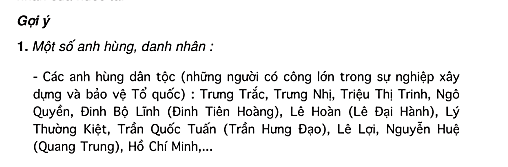 Gợi ý
1. Một số anh hùng, danh nhân :
- Các anh hùng dân tộc (những người có công lớn trong sự nghiệp xây
dựng và bảo vệ Tổ quốc) : Trưng Trắc, Trưng Nhị, Triệu Thị Trinh, Ngô
Quyền, Đinh Bộ Lĩnh (Đinh Tiên Hoàng), Lê Hoàn (Lê Đại Hành), Lý
Thường Kiệt, Trần Quốc Tuấn (Trần Hưng Đạo), Lê Lợi, Nguyễn Huệ
(Quang Trung), Hồ Chí Minh,...